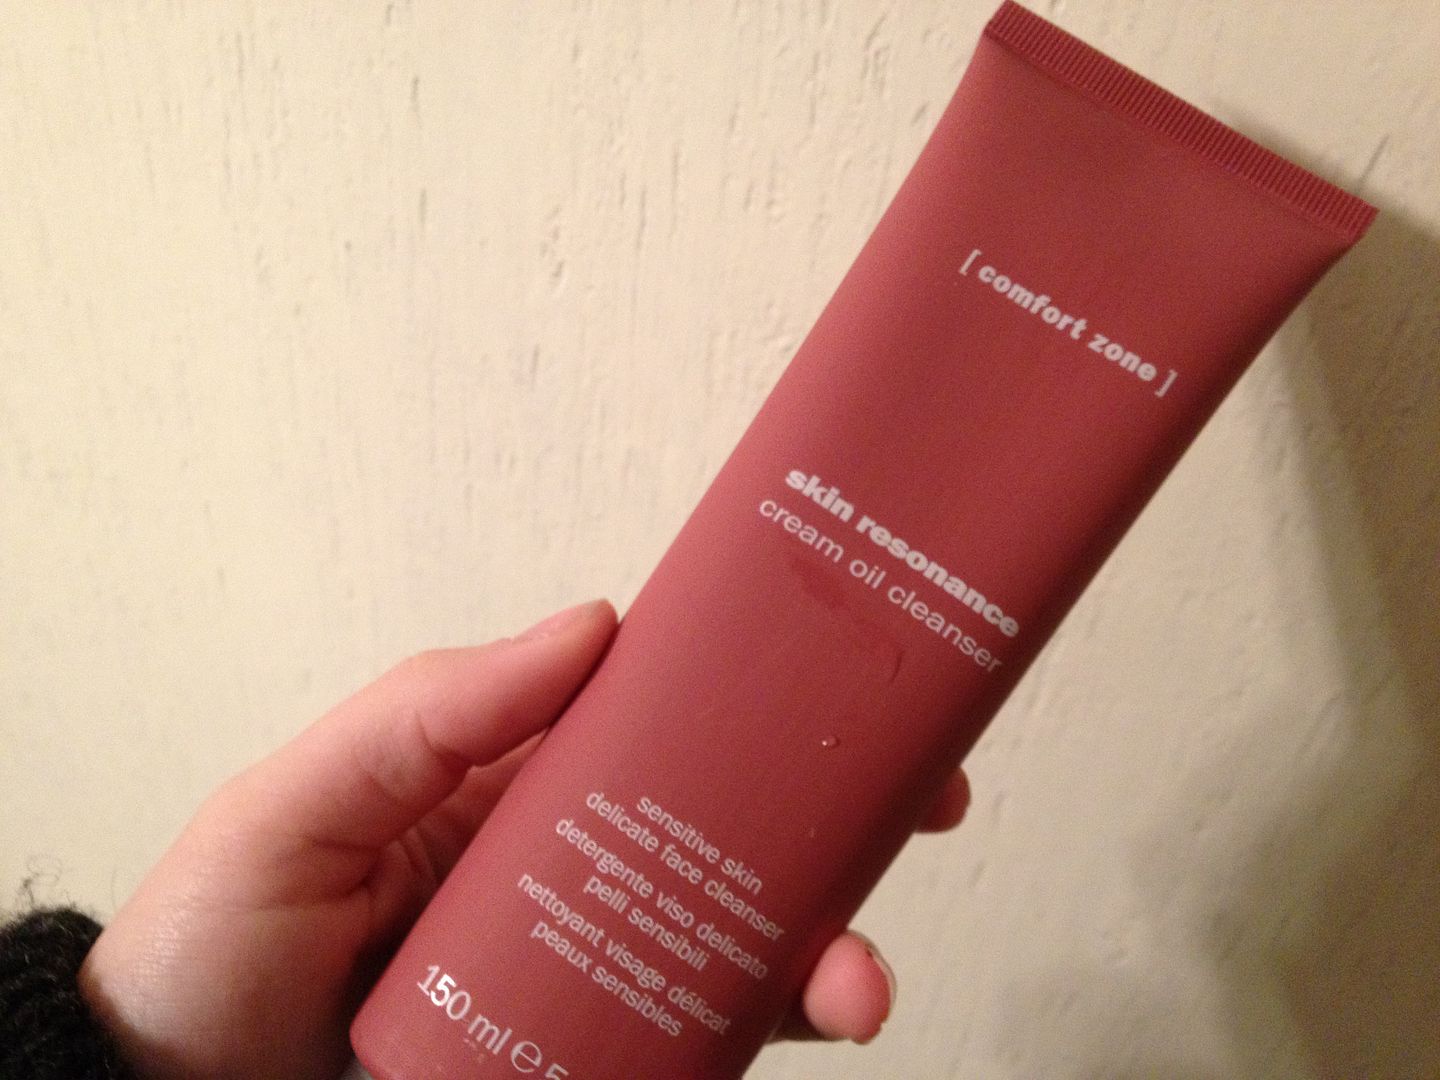 [ comfort zone ]
skin resonance
cream oil cleanser
sensitive skin
delicate face cleanser
detergente viso delicato
pelli sensibili
nettoyant visage délicat
peaux sensibles
150 ml ℮ 5